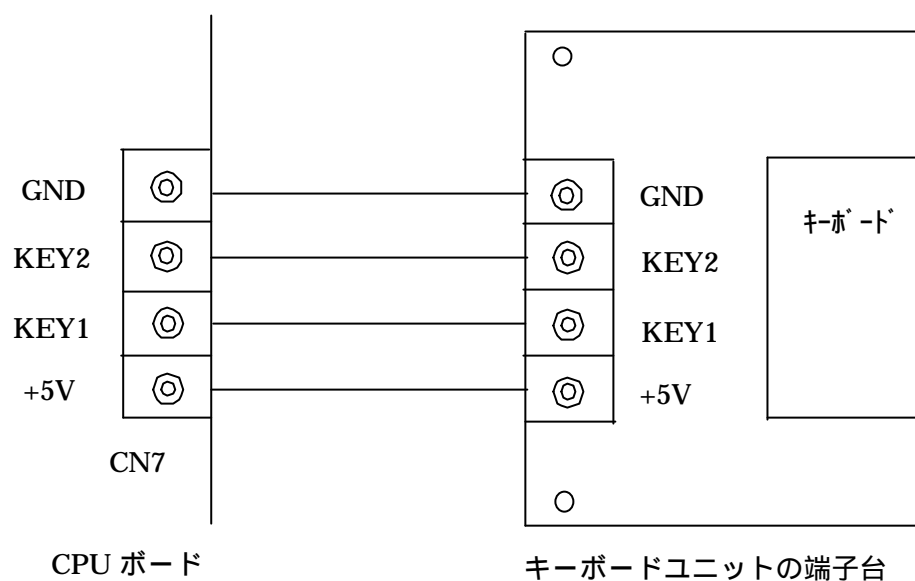 GND
KEY2
KEY1
+5V
CN7
CPU ボード
GND
KEY2
KEY1
+5V
ｷｰﾎﾞｰﾄﾞ
キーボードユニットの端子台